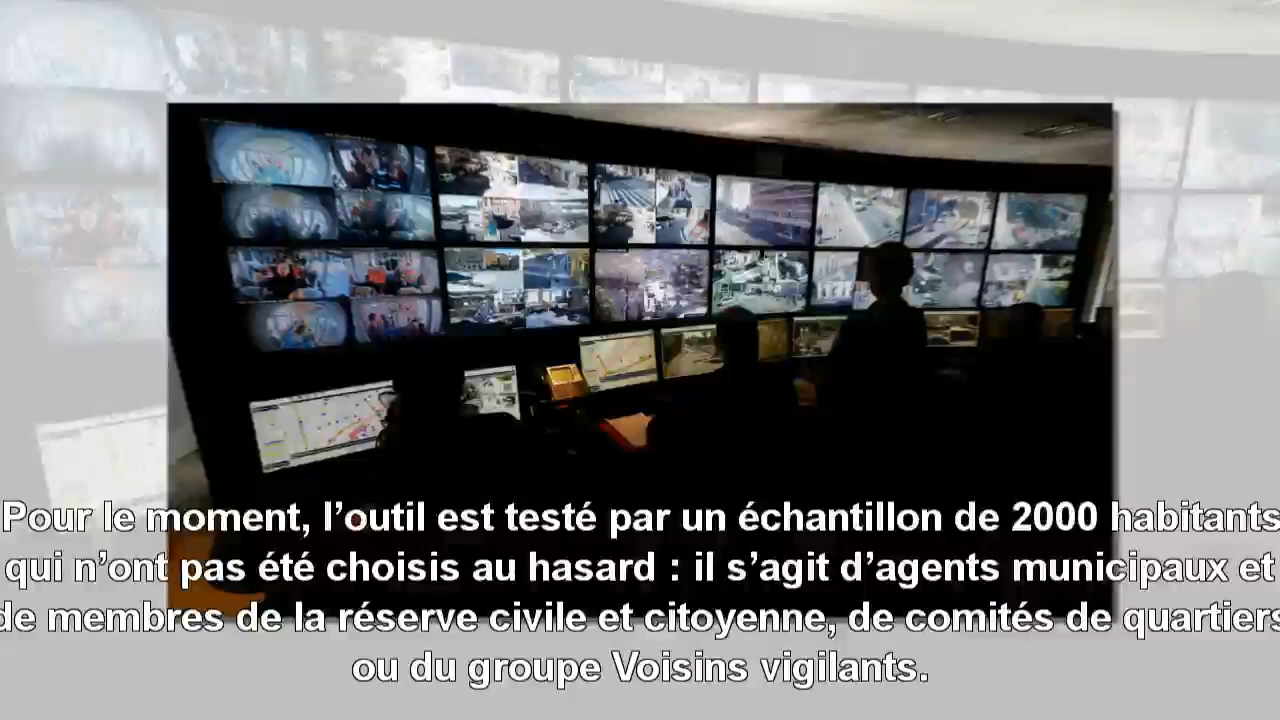 Pour le moment, l’outil est testé par un échantillon de 2000 habitants
qui n’ont pas été choisis au hasard : il s’agit d’agents municipaux et
de membres de la réserve civile et citoyenne, de comités de quartiers
ou du groupe Voisins vigilants.